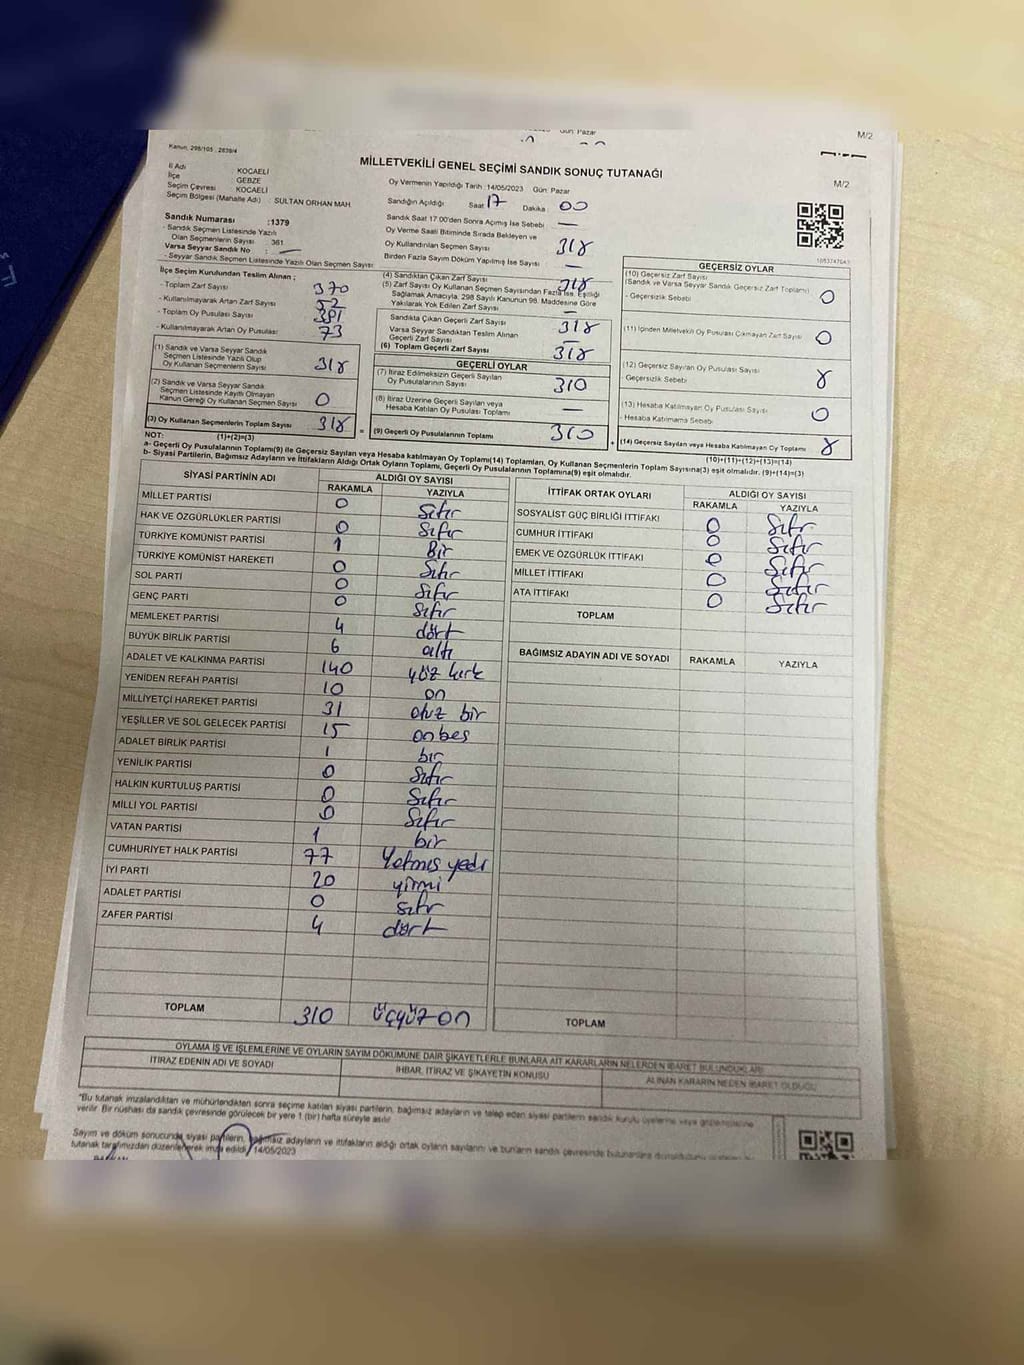 Gün: Pazar
M/2
Kanun: 298/105 , 2839/4
MİLLETVEKİLİ GENEL SEÇİMİ SANDIK SONUÇ TUTANAĞI
M/2
İl Adı : KOCAELİ
İlçe : GEBZE
Seçim Çevresi : KOCAELİ
Seçim Bölgesi (Mahalle Adı) : SULTAN ORHAN MAH
Sandık Numarası :1379
- Sandık Seçmen Listesinde Yazılı
Olan Seçmenlerin Sayısı : 361
Varsa Seyyar Sandık No : —
- Seyyar Sandık Seçmen Listesinde Yazılı Olan Seçmen Sayısı
Oy Vermenin Yapıldığı Tarih :14/05/2023 Gün: Pazar
Sandığın Açıldığı Saat 17 Dakika 00
Sandık Saat 17:00'den Sonra Açılmış İse Sebebi : —
Oy Verme Saati Bitiminde Sırada Bekleyen ve
Oy Kullandırılan Seçmen Sayısı 318
Birden Fazla Sayım Döküm Yapılmış İse Sayısı : —
İlçe Seçim Kurulundan Teslim Alınan ;
- Toplam Zarf Sayısı : 370
- Kullanılmayarak Artan Zarf Sayısı : 52
- Toplam Oy Pusulası Sayısı : 391
- Kullanılmayarak Artan Oy Pusulası : 73
(4) Sandıktan Çıkan Zarf Sayısı : 318
(5) Zarf Sayısı Oy Kullanan Seçmen Sayısından Fazla İse, Eşitliği
Sağlamak Amacıyla, 298 Sayılı Kanunun 98. Maddesine Göre
Yakılarak Yok Edilen Zarf Sayısı : —
Sandıkta Çıkan Geçerli Zarf Sayısı : 318
Varsa Seyyar Sandıktan Teslim Alınan
Geçerli Zarf Sayısı : —
(6) Toplam Geçerli Zarf Sayısı 318
(1) Sandık ve Varsa Seyyar Sandık
Seçmen Listesinde Yazılı Olup
Oy Kullanan Seçmenlerin Sayısı 318
(2) Sandık ve Varsa Seyyar Sandık
Seçmen Listesinde Kayıtlı Olmayan
Kanun Gereği Oy Kullanan Seçmen Sayısı 0
(3) Oy Kullanan Seçmenlerin Toplam Sayısı 318
(1)+(2)=(3)
GEÇERLİ OYLAR
(7) İtiraz Edilmeksizin Geçerli Sayılan
Oy Pusulalarının Sayısı 310
(8) İtiraz Üzerine Geçerli Sayılan veya
Hesaba Katılan Oy Pusulası Toplamı —
= (9) Geçerli Oy Pusulalarının Toplamı 310
GEÇERSİZ OYLAR
(10) Geçersiz Zarf Sayısı
(Sandık ve Varsa Seyyar Sandık Geçersiz Zarf Toplamı)
- Geçersizlik Sebebi 0
(11) İçinden Milletvekili Oy Pusulası Çıkmayan Zarf Sayısı 0
(12) Geçersiz Sayılan Oy Pusulası Sayısı
- Geçersizlik Sebebi : 8
(13) Hesaba Katılmayan Oy Pusulası Sayısı
- Hesaba Katılmama Sebebi : 0
+ (14) Geçersiz Sayılan veya Hesaba Katılmayan Oy Toplamı 8
(10)+(11)+(12)+(13)=(14)
NOT:
a- Geçerli Oy Pusulalarının Toplamı(9) ile Geçersiz Sayılan veya Hesaba katılmayan Oy Toplamı(14) Toplamları, Oy Kullanan Seçmenlerin Toplam Sayısına(3) eşit olmalıdır. (9)+(14)=(3)
b- Siyasi Partilerin, Bağımsız Adayların ve İttifakların Aldığı Ortak Oyların Toplamı, Geçerli Oy Pusulalarının Toplamına(9) eşit olmalıdır.
SİYASİ PARTİNİN ADI ALDIĞI OY SAYISI
RAKAMLA YAZIYLA
MİLLET PARTİSİ 0 Sıfır
HAK VE ÖZGÜRLÜKLER PARTİSİ 0 Sıfır
TÜRKİYE KOMÜNİST PARTİSİ 1 Bir
TÜRKİYE KOMÜNİST HAREKETİ 0 Sıfır
SOL PARTİ 0 Sıfır
GENÇ PARTİ 0 Sıfır
MEMLEKET PARTİSİ 4 dört
BÜYÜK BİRLİK PARTİSİ 6 altı
ADALET VE KALKINMA PARTİSİ 140 yüz kırk
YENİDEN REFAH PARTİSİ 10 on
MİLLİYETÇİ HAREKET PARTİSİ 31 otuz bir
YEŞİLLER VE SOL GELECEK PARTİSİ 15 onbeş
ADALET BİRLİK PARTİSİ 1 bir
YENİLİK PARTİSİ 0 Sıfır
HALKIN KURTULUŞ PARTİSİ 0 Sıfır
MİLLİ YOL PARTİSİ 0 Sıfır
VATAN PARTİSİ 1 bir
CUMHURİYET HALK PARTİSİ 77 Yetmiş yedi
İYİ PARTİ 20 yirmi
ADALET PARTİSİ 0 sıfır
ZAFER PARTİSİ 4 dört
TOPLAM 310 üçyüz on
İTTİFAK ORTAK OYLARI ALDIĞI OY SAYISI
RAKAMLA YAZIYLA
SOSYALİST GÜÇ BİRLİĞİ İTTİFAKI 0 Sıfır
CUMHUR İTTİFAKI 0 Sıfır
EMEK VE ÖZGÜRLÜK İTTİFAKI 0 Sıfır
MİLLET İTTİFAKI 0 Sıfır
ATA İTTİFAKI 0 Sıfır
TOPLAM
BAĞIMSIZ ADAYIN ADI VE SOYADI RAKAMLA YAZIYLA
TOPLAM
OYLAMA İŞ VE İŞLEMLERİNE VE OYLARIN SAYIM DÖKÜMÜNE DAİR ŞİKAYETLERLE BUNLARA AİT KARARLARIN NELERDEN İBARET BULUNDUKLARI
İTİRAZ EDENİN ADI VE SOYADI İHBAR, İTİRAZ VE ŞİKAYETİN KONUSU ALINAN KARARIN NEDEN İBARET OLDUĞU
"Bu tutanak imzalandıktan ve mühürlendikten sonra seçime katılan siyasi partilerin, bağımsız adayların ve talep eden siyasi partilerin sandık kurulu üyelerine veya gözlemcisine
verilir. Bir nüshası da sandık çevresinde görülecek bir yere 1 (bir) hafta süreyle asılır.
Sayım ve döküm sonucunda siyasi partilerin, bağımsız adayların ve ittifakların aldığı ortak oyların sayılarını ve bunların sandık çevresinde
tutanak tarafımızdan düzenlenerek imza edildi. 14/05/2023